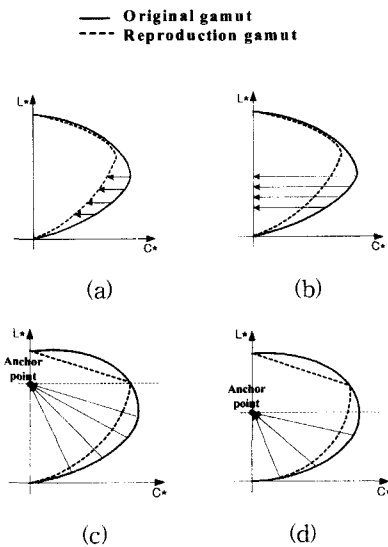 Original gamut
Reproduction gamut
L*
C*
(a)
L*
C*
(b)
L*
Anchor
point
C*
(c)
L*
Anchor
point
C*
(d)